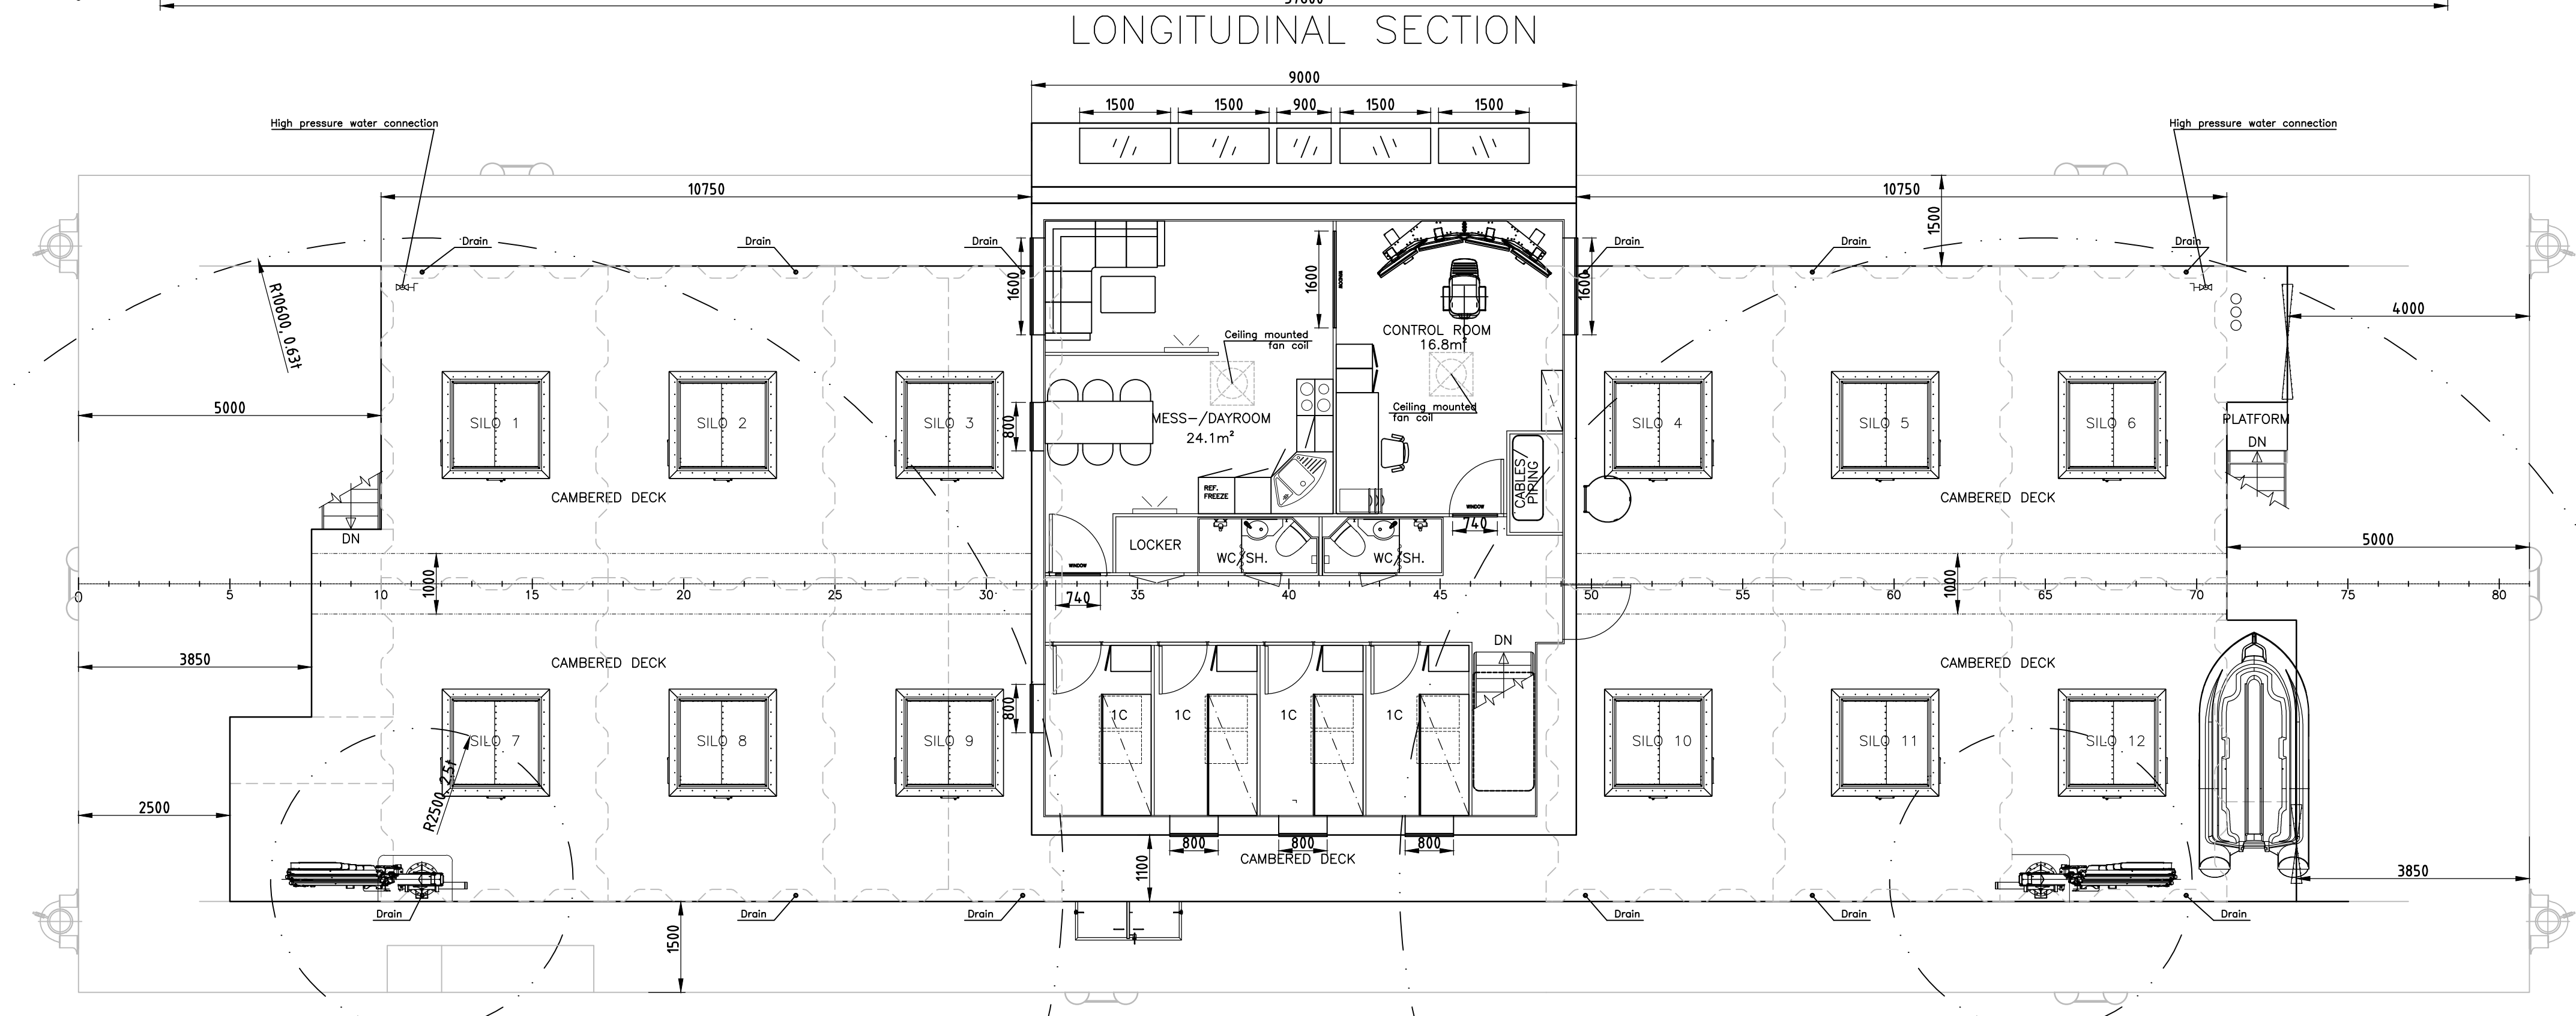 LONGITUDINAL SECTION
9000
1500 1500 900 1500 1500
High pressure water connection
High pressure water connection
10750
10750
1500
Drain
Drain
Drain
Drain
Drain
Drain
1600
1600
1600
WINDOW
R10600, 0.63t
4000
CONTROL ROOM
16.8m²
Ceiling mounted
fan coil
Ceiling mounted
fan coil
5000
SILO 1
SILO 2
SILO 3
800
MESS-/DAYROOM
24.1m²
SILO 4
SILO 5
SILO 6
PLATFORM
DN
CABLES/
PIPING
REF.
FREEZE
CAMBERED DECK
CAMBERED DECK
WINDOW
740
DN
LOCKER
WC/SH.
WC/SH.
5000
WINDOW
740
1000
1000
0 5 10 15 20 25 30 35 40 45 50 55 60 65 70 75 80
3850
CAMBERED DECK
CAMBERED DECK
DN
800
1C
1C
1C
1C
SILO 7
SILO 8
SILO 9
SILO 10
SILO 11
SILO 12
R2500, 2.5t
2500
800
800
800
CAMBERED DECK
1100
3850
Drain
Drain
Drain
Drain
Drain
Drain
1500